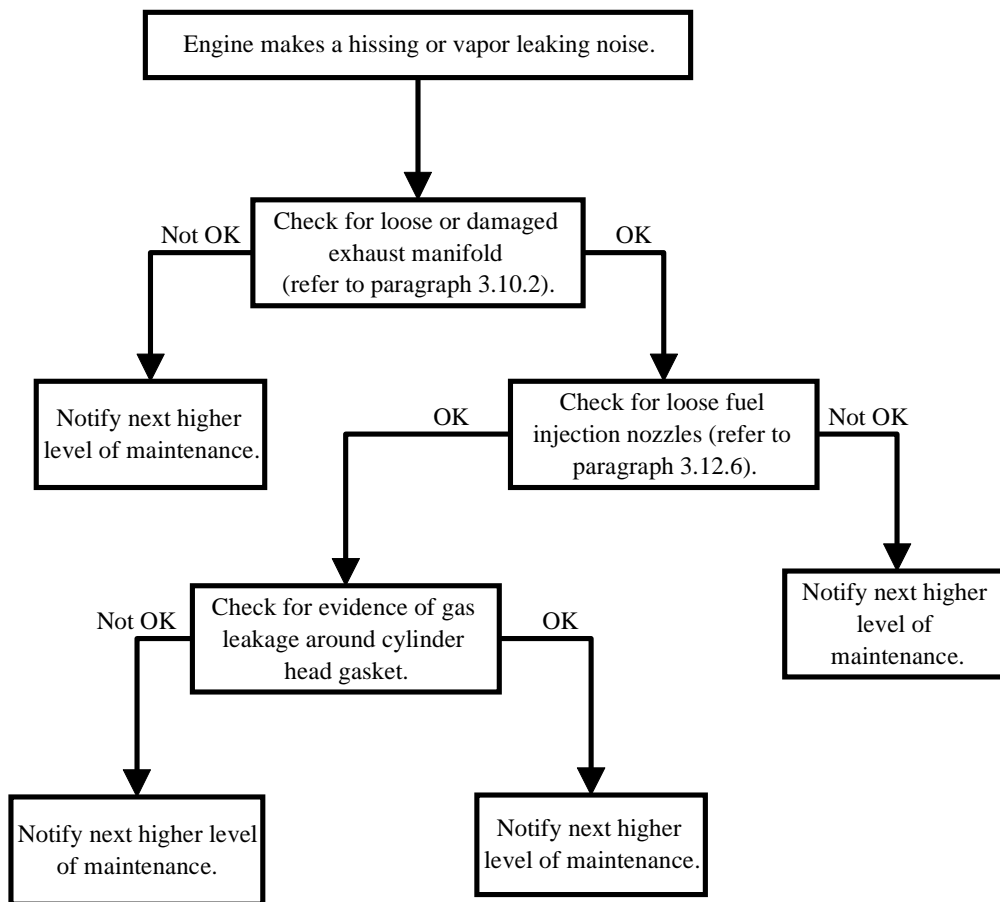 Engine makes a hissing or vapor leaking noise.
Not OK
Check for loose or damaged
exhaust manifold
(refer to paragraph 3.10.2).
OK
Notify next higher
level of maintenance.
OK
Check for loose fuel
injection nozzles (refer to
paragraph 3.12.6).
Not OK
Notify next higher
level of
maintenance.
Not OK
Check for evidence of gas
leakage around cylinder
head gasket.
OK
Notify next higher level
of maintenance.
Notify next higher
level of maintenance.